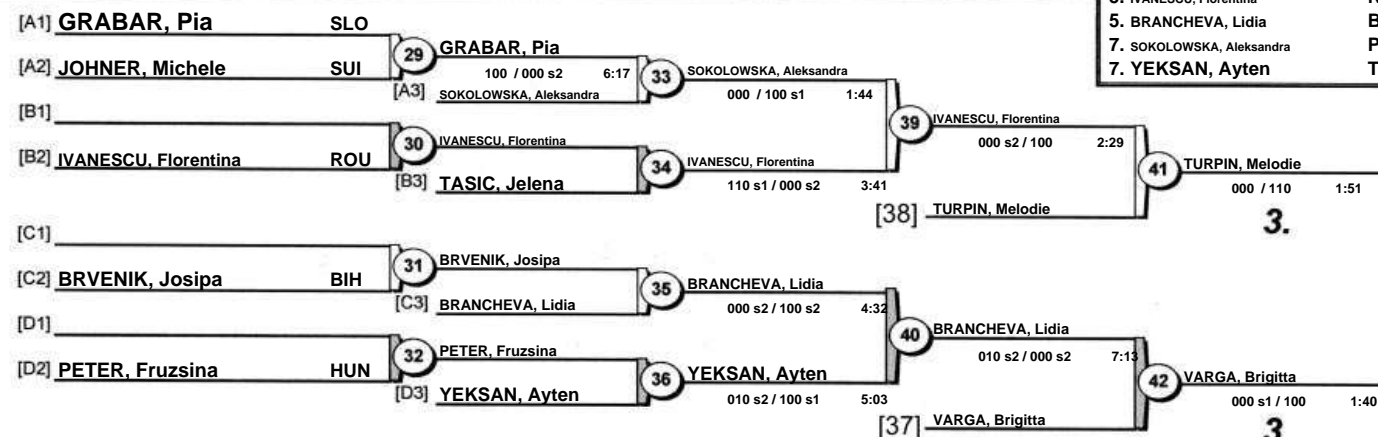 [A1] GRABAR, Pia SLO
[A2] JOHNER, Michele SUI
29 GRABAR, Pia
100 / 000 s2 6:17
[A3] SOKOLOWSKA, Aleksandra
33 SOKOLOWSKA, Aleksandra
000 / 100 s1 1:44
[B1]
[B2] IVANESCU, Florentina ROU
30 IVANESCU, Florentina
[B3] TASIC, Jelena
34 IVANESCU, Florentina
110 s1 / 000 s2 3:41
39 IVANESCU, Florentina
000 s2 / 100 2:29
[38] TURPIN, Melodie
41 TURPIN, Melodie
000 / 110 1:51
3.
[C1]
[C2] BRVENIK, Josipa BIH
31 BRVENIK, Josipa
[C3] BRANCHEVA, Lidia
35 BRANCHEVA, Lidia
000 s2 / 100 s2 4:32
[D1]
[D2] PETER, Fruzsina HUN
32 PETER, Fruzsina
[D3] YEKSAN, Ayten
36 YEKSAN, Ayten
010 s2 / 100 s1 5:03
40 BRANCHEVA, Lidia
010 s2 / 000 s2 7:13
[37] VARGA, Brigitta
42 VARGA, Brigitta
000 s1 / 100 1:40
3
5. BRANCHEVA, Lidia B
7. SOKOLOWSKA, Aleksandra P
7. YEKSAN, Ayten T